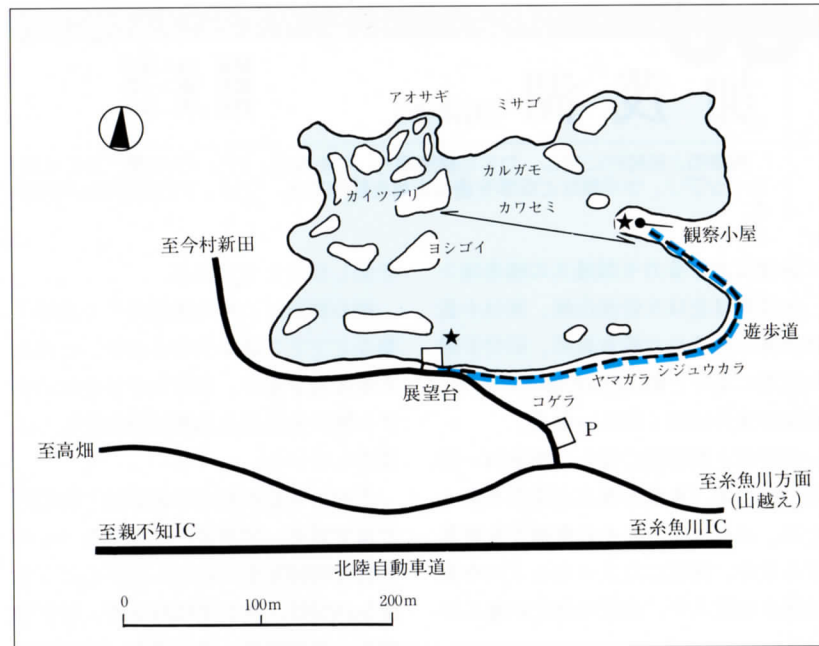 アオサギ
ミサゴ
カルガモ
カイツブリ
カワセミ
観察小屋
ヨシゴイ
至今村新田
遊歩道
シジュウカラ
ヤマガラ
展望台
コゲラ
P
至高畑
至糸魚川方面
(山越え)
至親不知IC
至糸魚川IC
北陸自動車道
0
100m
200m